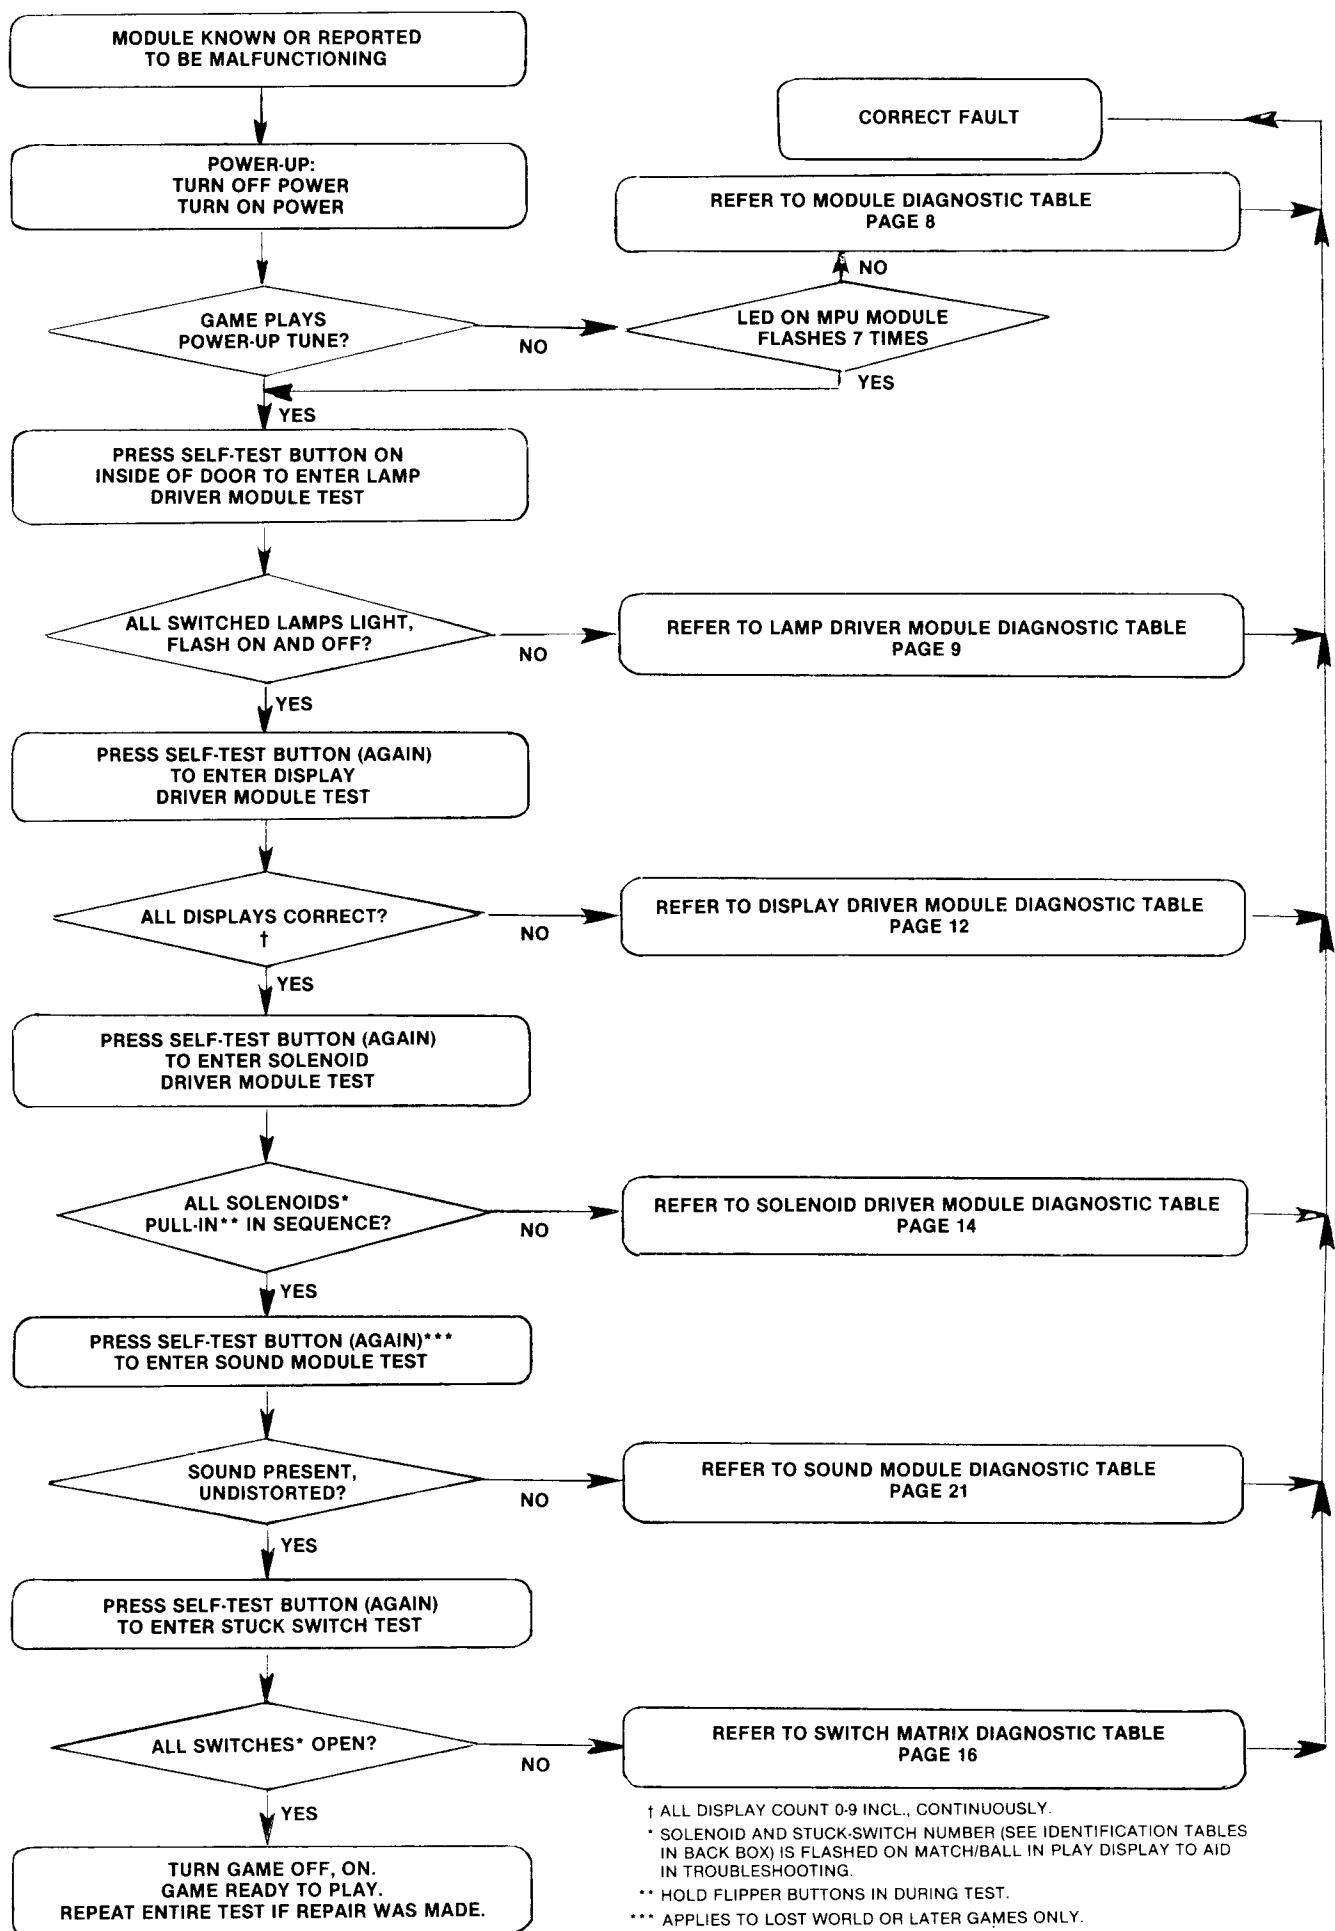 MODULE KNOWN OR REPORTED
TO BE MALFUNCTIONING
CORRECT FAULT
POWER-UP:
TURN OFF POWER
TURN ON POWER
REFER TO MODULE DIAGNOSTIC TABLE
PAGE 8
NO
GAME PLAYS
POWER-UP TUNE?
NO
LED ON MPU MODULE
FLASHES 7 TIMES
YES
YES
PRESS SELF-TEST BUTTON ON
INSIDE OF DOOR TO ENTER LAMP
DRIVER MODULE TEST
ALL SWITCHED LAMPS LIGHT,
FLASH ON AND OFF?
NO
REFER TO LAMP DRIVER MODULE DIAGNOSTIC TABLE
PAGE 9
YES
PRESS SELF-TEST BUTTON (AGAIN)
TO ENTER DISPLAY
DRIVER MODULE TEST
ALL DISPLAYS CORRECT?
†
NO
REFER TO DISPLAY DRIVER MODULE DIAGNOSTIC TABLE
PAGE 12
YES
PRESS SELF-TEST BUTTON (AGAIN)
TO ENTER SOLENOID
DRIVER MODULE TEST
ALL SOLENOIDS*
PULL-IN** IN SEQUENCE?
NO
REFER TO SOLENOID DRIVER MODULE DIAGNOSTIC TABLE
PAGE 14
YES
PRESS SELF-TEST BUTTON (AGAIN)***
TO ENTER SOUND MODULE TEST
SOUND PRESENT,
UNDISTORTED?
NO
REFER TO SOUND MODULE DIAGNOSTIC TABLE
PAGE 21
YES
PRESS SELF-TEST BUTTON (AGAIN)
TO ENTER STUCK SWITCH TEST
ALL SWITCHES* OPEN?
NO
REFER TO SWITCH MATRIX DIAGNOSTIC TABLE
PAGE 16
YES
TURN GAME OFF, ON.
GAME READY TO PLAY.
REPEAT ENTIRE TEST IF REPAIR WAS MADE.
† ALL DISPLAY COUNT 0-9 INCL., CONTINUOUSLY.
* SOLENOID AND STUCK-SWITCH NUMBER (SEE IDENTIFICATION TABLES
IN BACK BOX) IS FLASHED ON MATCH/BALL IN PLAY DISPLAY TO AID
IN TROUBLESHOOTING.
** HOLD FLIPPER BUTTONS IN DURING TEST.
*** APPLIES TO LOST WORLD OR LATER GAMES ONLY.